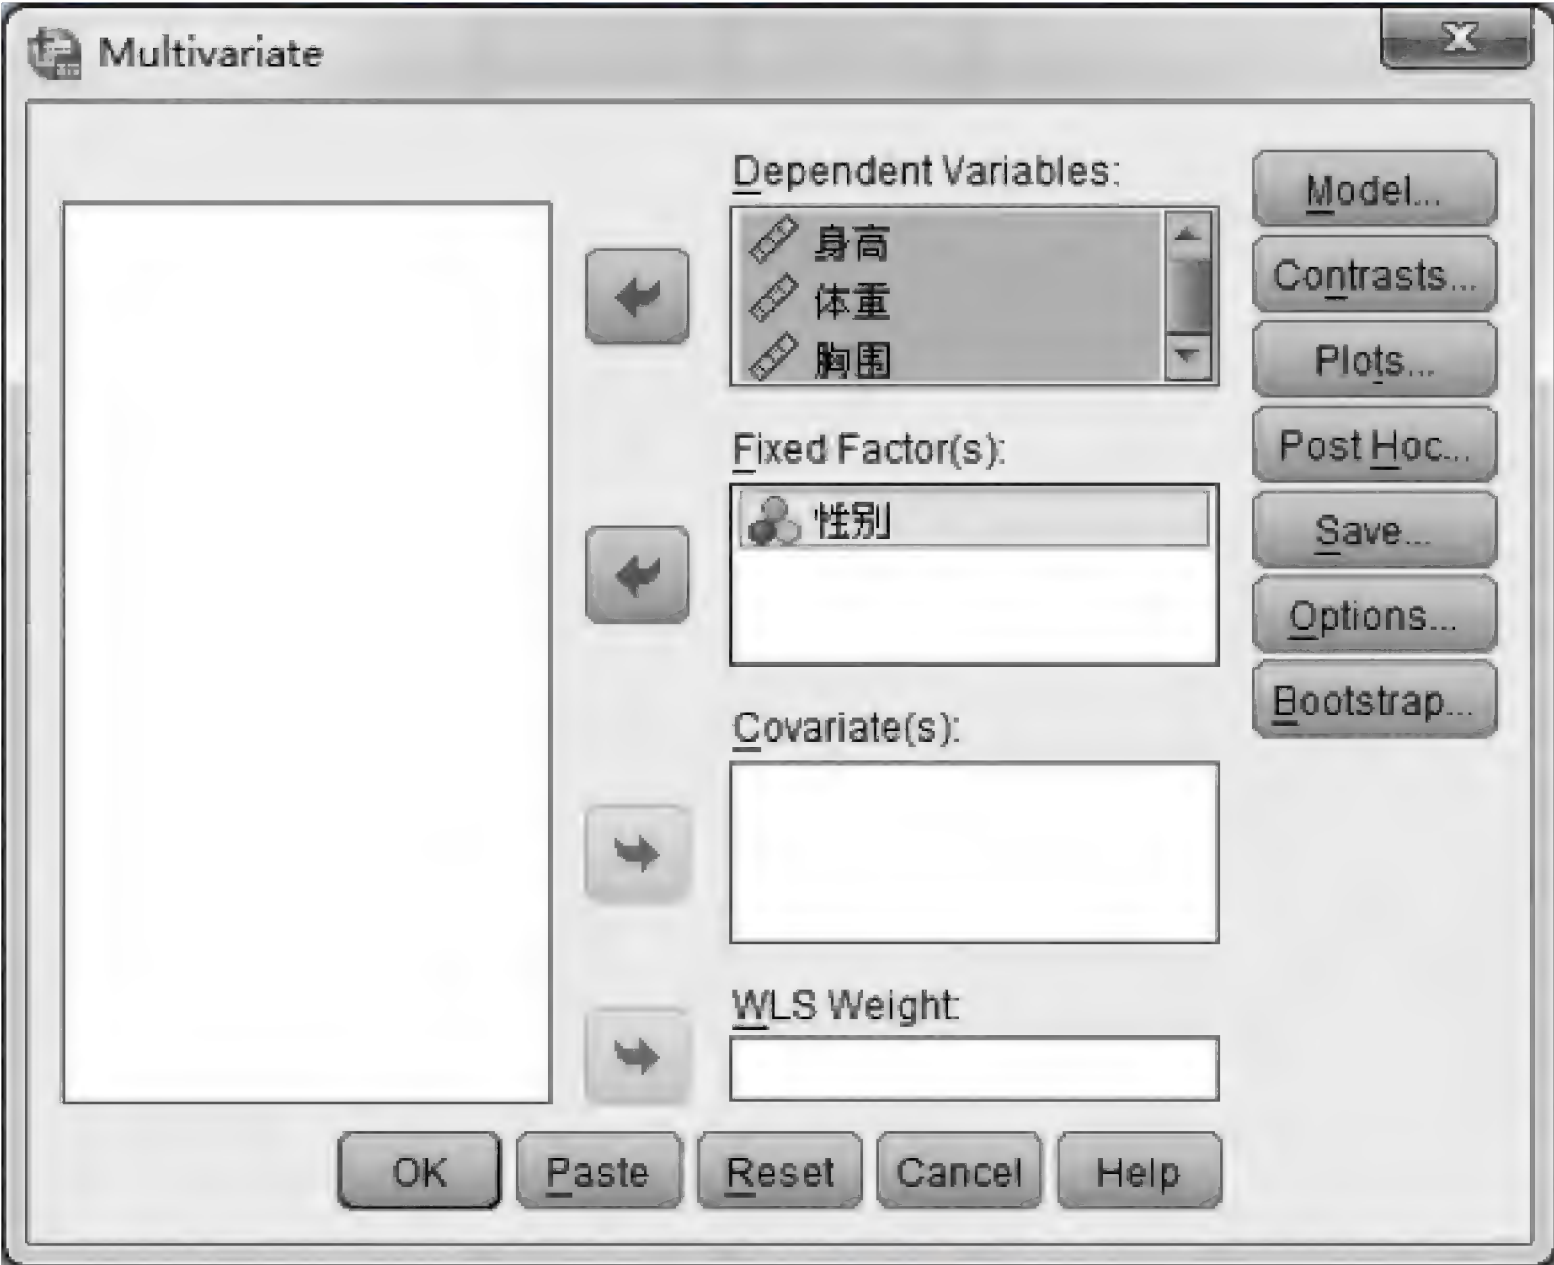 Multivariate
Dependent Variables:
身高
体重
胸围
Fixed Factor(s):
性别
Covariate(s):
WLS Weight:
Model...
Contrasts...
Plots...
Post Hoc...
Save...
Options...
Bootstrap...
OK
Paste
Reset
Cancel
Help